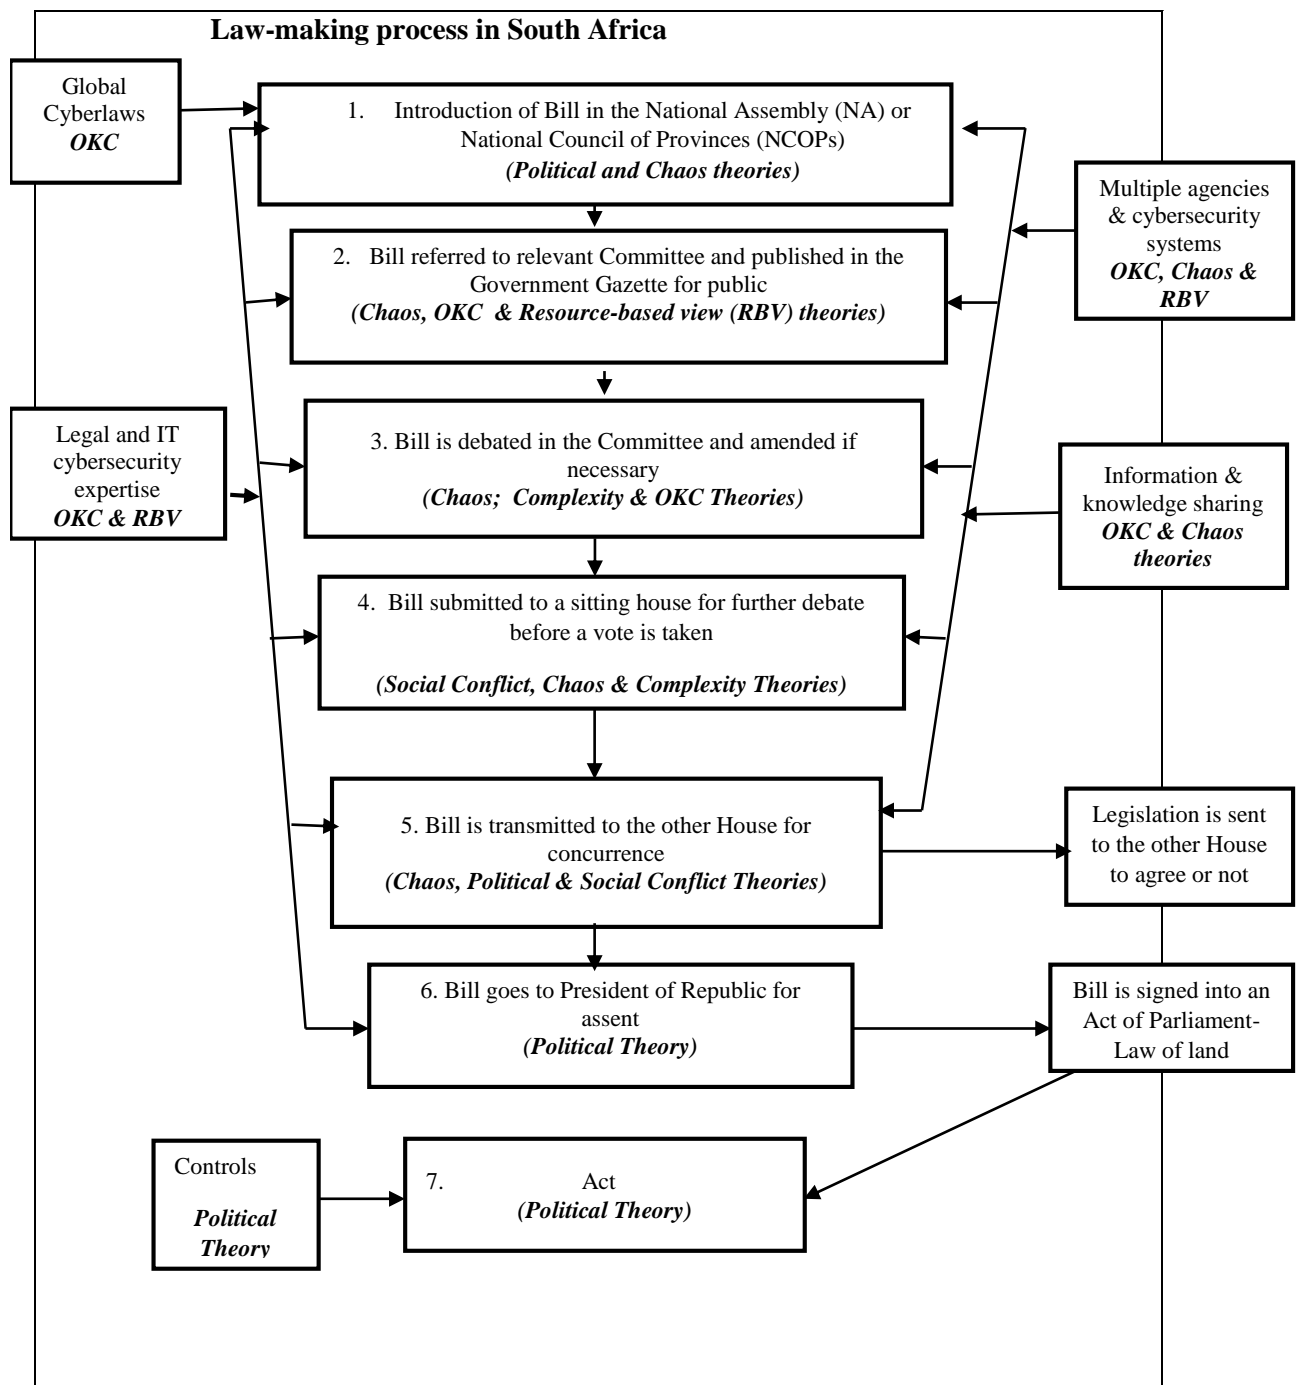 Law-making process in South Africa
Global
Cyberlaws
OKC
1. Introduction of Bill in the National Assembly (NA) or
National Council of Provinces (NCOPs)
(Political and Chaos theories)
Multiple agencies
& cybersecurity
systems
OKC, Chaos &
RBV
2. Bill referred to relevant Committee and published in the
Government Gazette for public
(Chaos, OKC & Resource-based view (RBV) theories)
Legal and IT
cybersecurity
expertise
OKC & RBV
3. Bill is debated in the Committee and amended if
necessary
(Chaos; Complexity & OKC Theories)
Information &
knowledge sharing
OKC & Chaos
theories
4. Bill submitted to a sitting house for further debate
before a vote is taken
(Social Conflict, Chaos & Complexity Theories)
5. Bill is transmitted to the other House for
concurrence
(Chaos, Political & Social Conflict Theories)
Legislation is sent
to the other House
to agree or not
6. Bill goes to President of Republic for
assent
(Political Theory)
Bill is signed into an
Act of Parliament-
Law of land
Controls
Political
Theory
7. Act
(Political Theory)